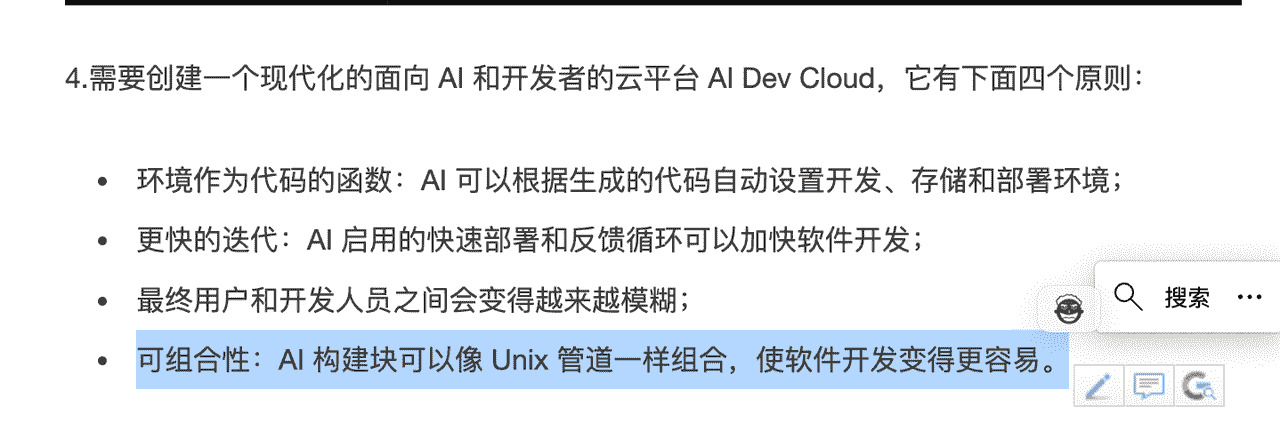 4.需要创建一个现代化的面向 AI 和开发者的云平台 AI Dev Cloud，它有下面四个原则：
• 环境作为代码的函数：AI 可以根据生成的代码自动设置开发、存储和部署环境；
• 更快的迭代：AI 启用的快速部署和反馈循环可以加快软件开发；
• 最终用户和开发人员之间会变得越来越模糊；
搜索 ···
• 可组合性：AI 构建块可以像 Unix 管道一样组合，使软件开发变得更容易。